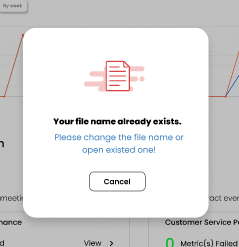 By week
Your file name already exists.
Please change the file name or
open existed one!
Cancel
Customer Service
View >
0 Metric(s) Failed